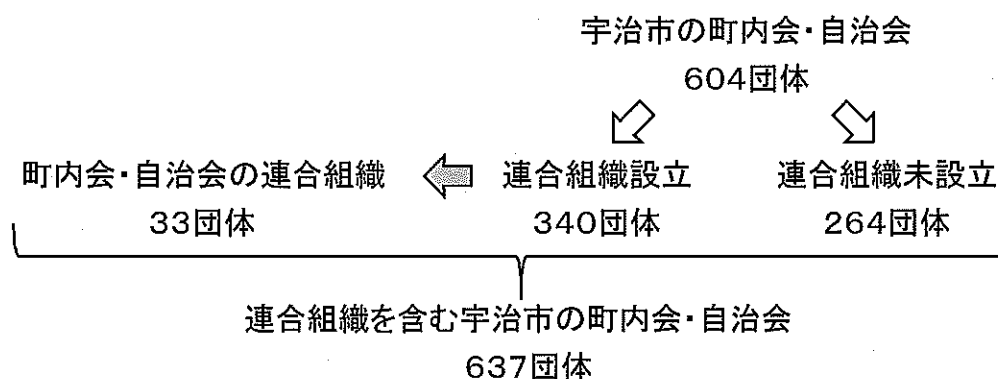 宇治市の町内会・自治会
604団体
町内会・自治会の連合組織
33団体
連合組織設立
340団体
連合組織未設立
264団体
連合組織を含む宇治市の町内会・自治会
637団体